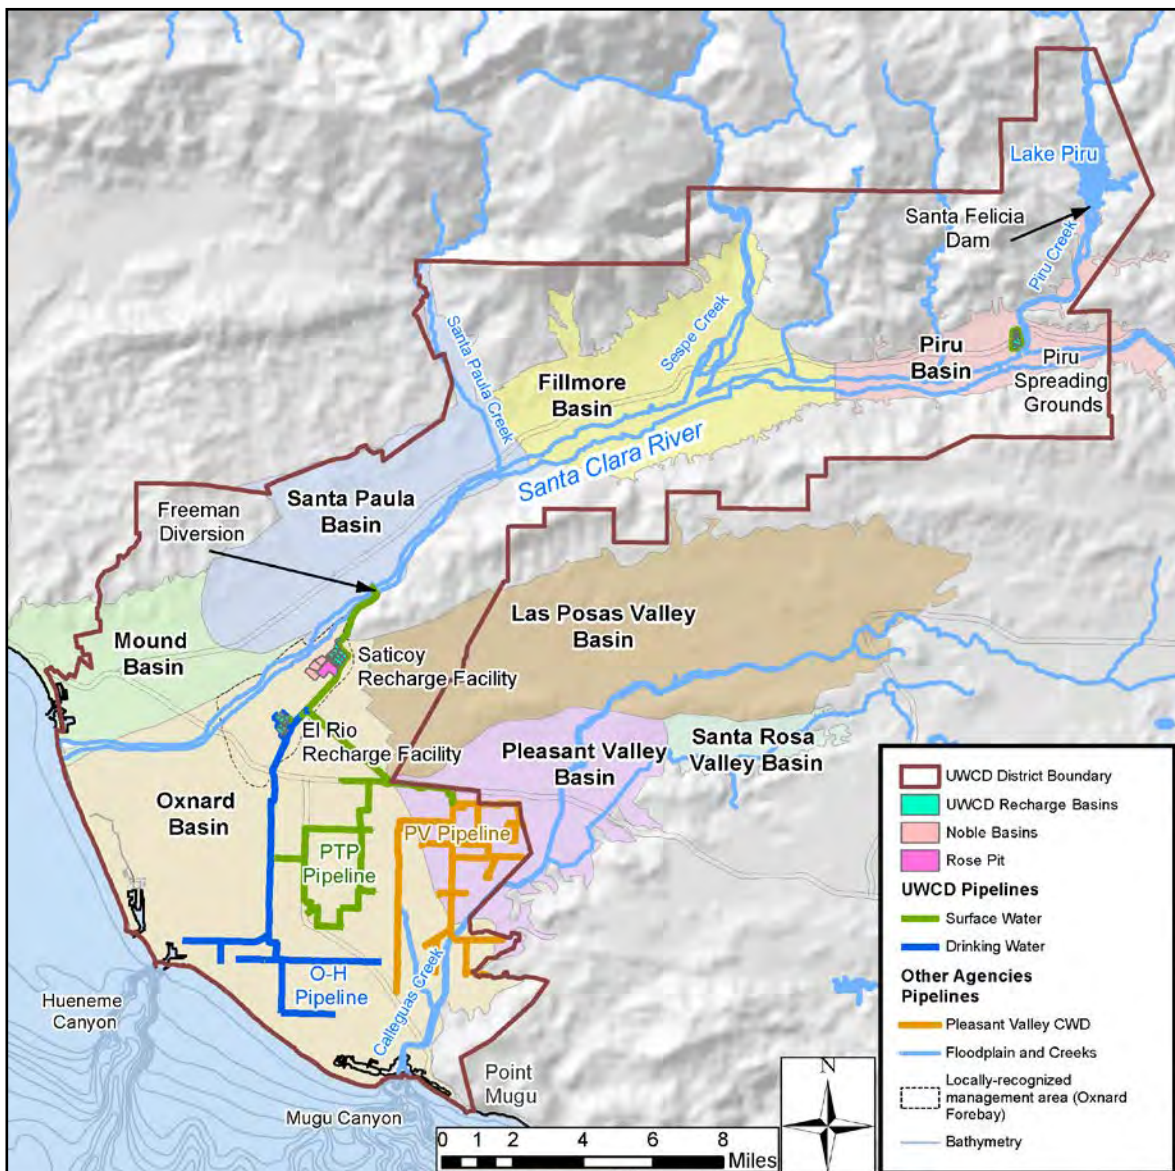 Lake Piru
Santa Felicia
Dam
Piru Creek
Sespe Creek
Santa Paula Creek
Piru
Basin
Piru
Spreading
Grounds
Fillmore
Basin
Santa Clara River
Santa Paula
Basin
Freeman
Diversion
Las Posas Valley
Basin
Mound
Basin
Saticoy
Recharge Facility
El Rio
Recharge Facility
Pleasant Valley
Basin
Santa Rosa
Valley Basin
Oxnard
Basin
PV Pipeline
PTP
Pipeline
O-H
Pipeline
Calleguas Creek
Hueneme
Canyon
Mugu Canyon
Point
Mugu
UWCD District Boundary
UWCD Recharge Basins
Noble Basins
Rose Pit
UWCD Pipelines
Surface Water
Drinking Water
Other Agencies
Pipelines
Pleasant Valley CWD
Floodplain and Creeks
Locally-recognized
management area (Oxnard
Forebay)
Bathymetry
N
0 1 2 4 6 8
Miles